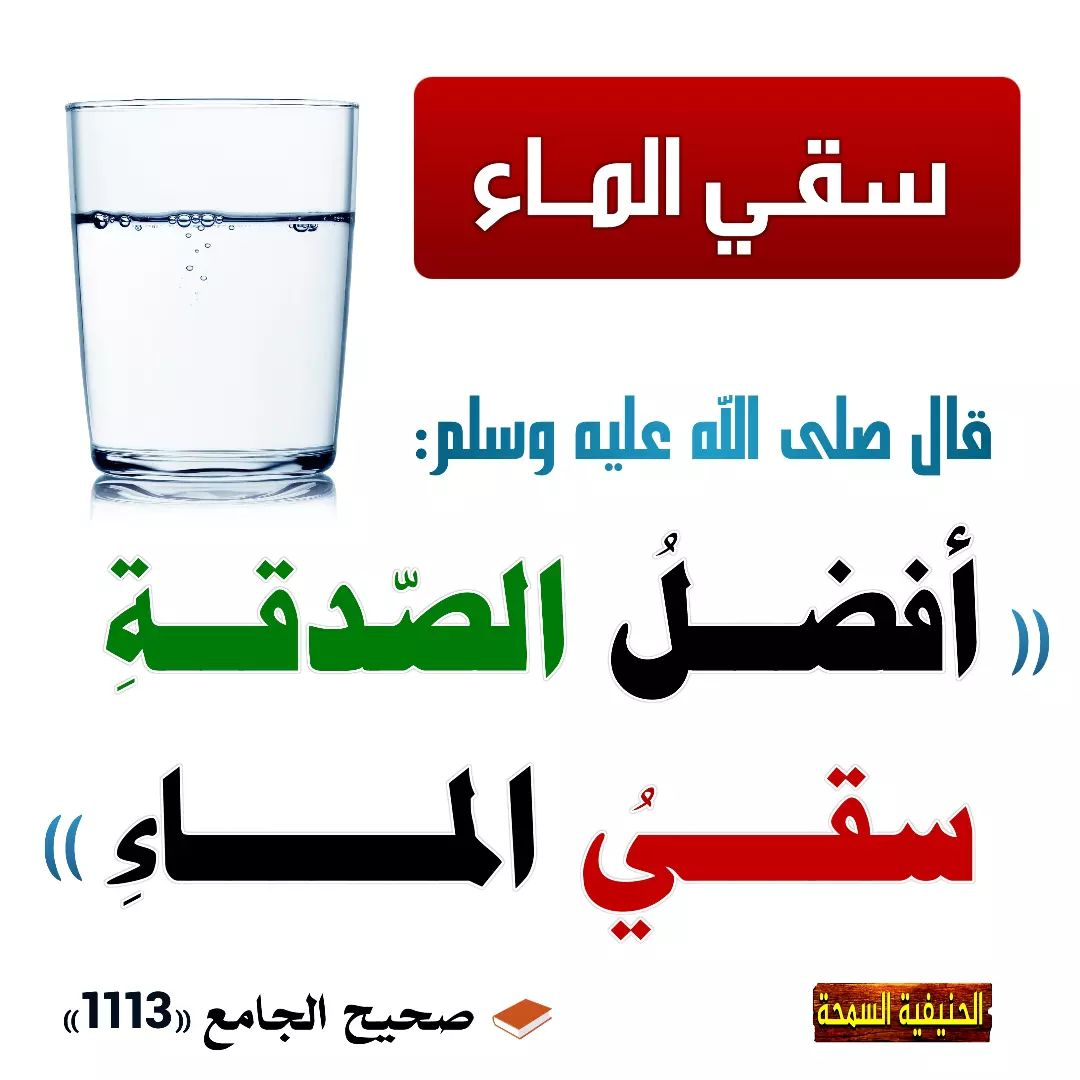 سقي الماء
قال صلى الله عليه وسلم:
(( أفضلُ الصّدقةِ
سقيُ الماءِ ))
صحيح الجامع ((1113))
الحنيفية السمحة